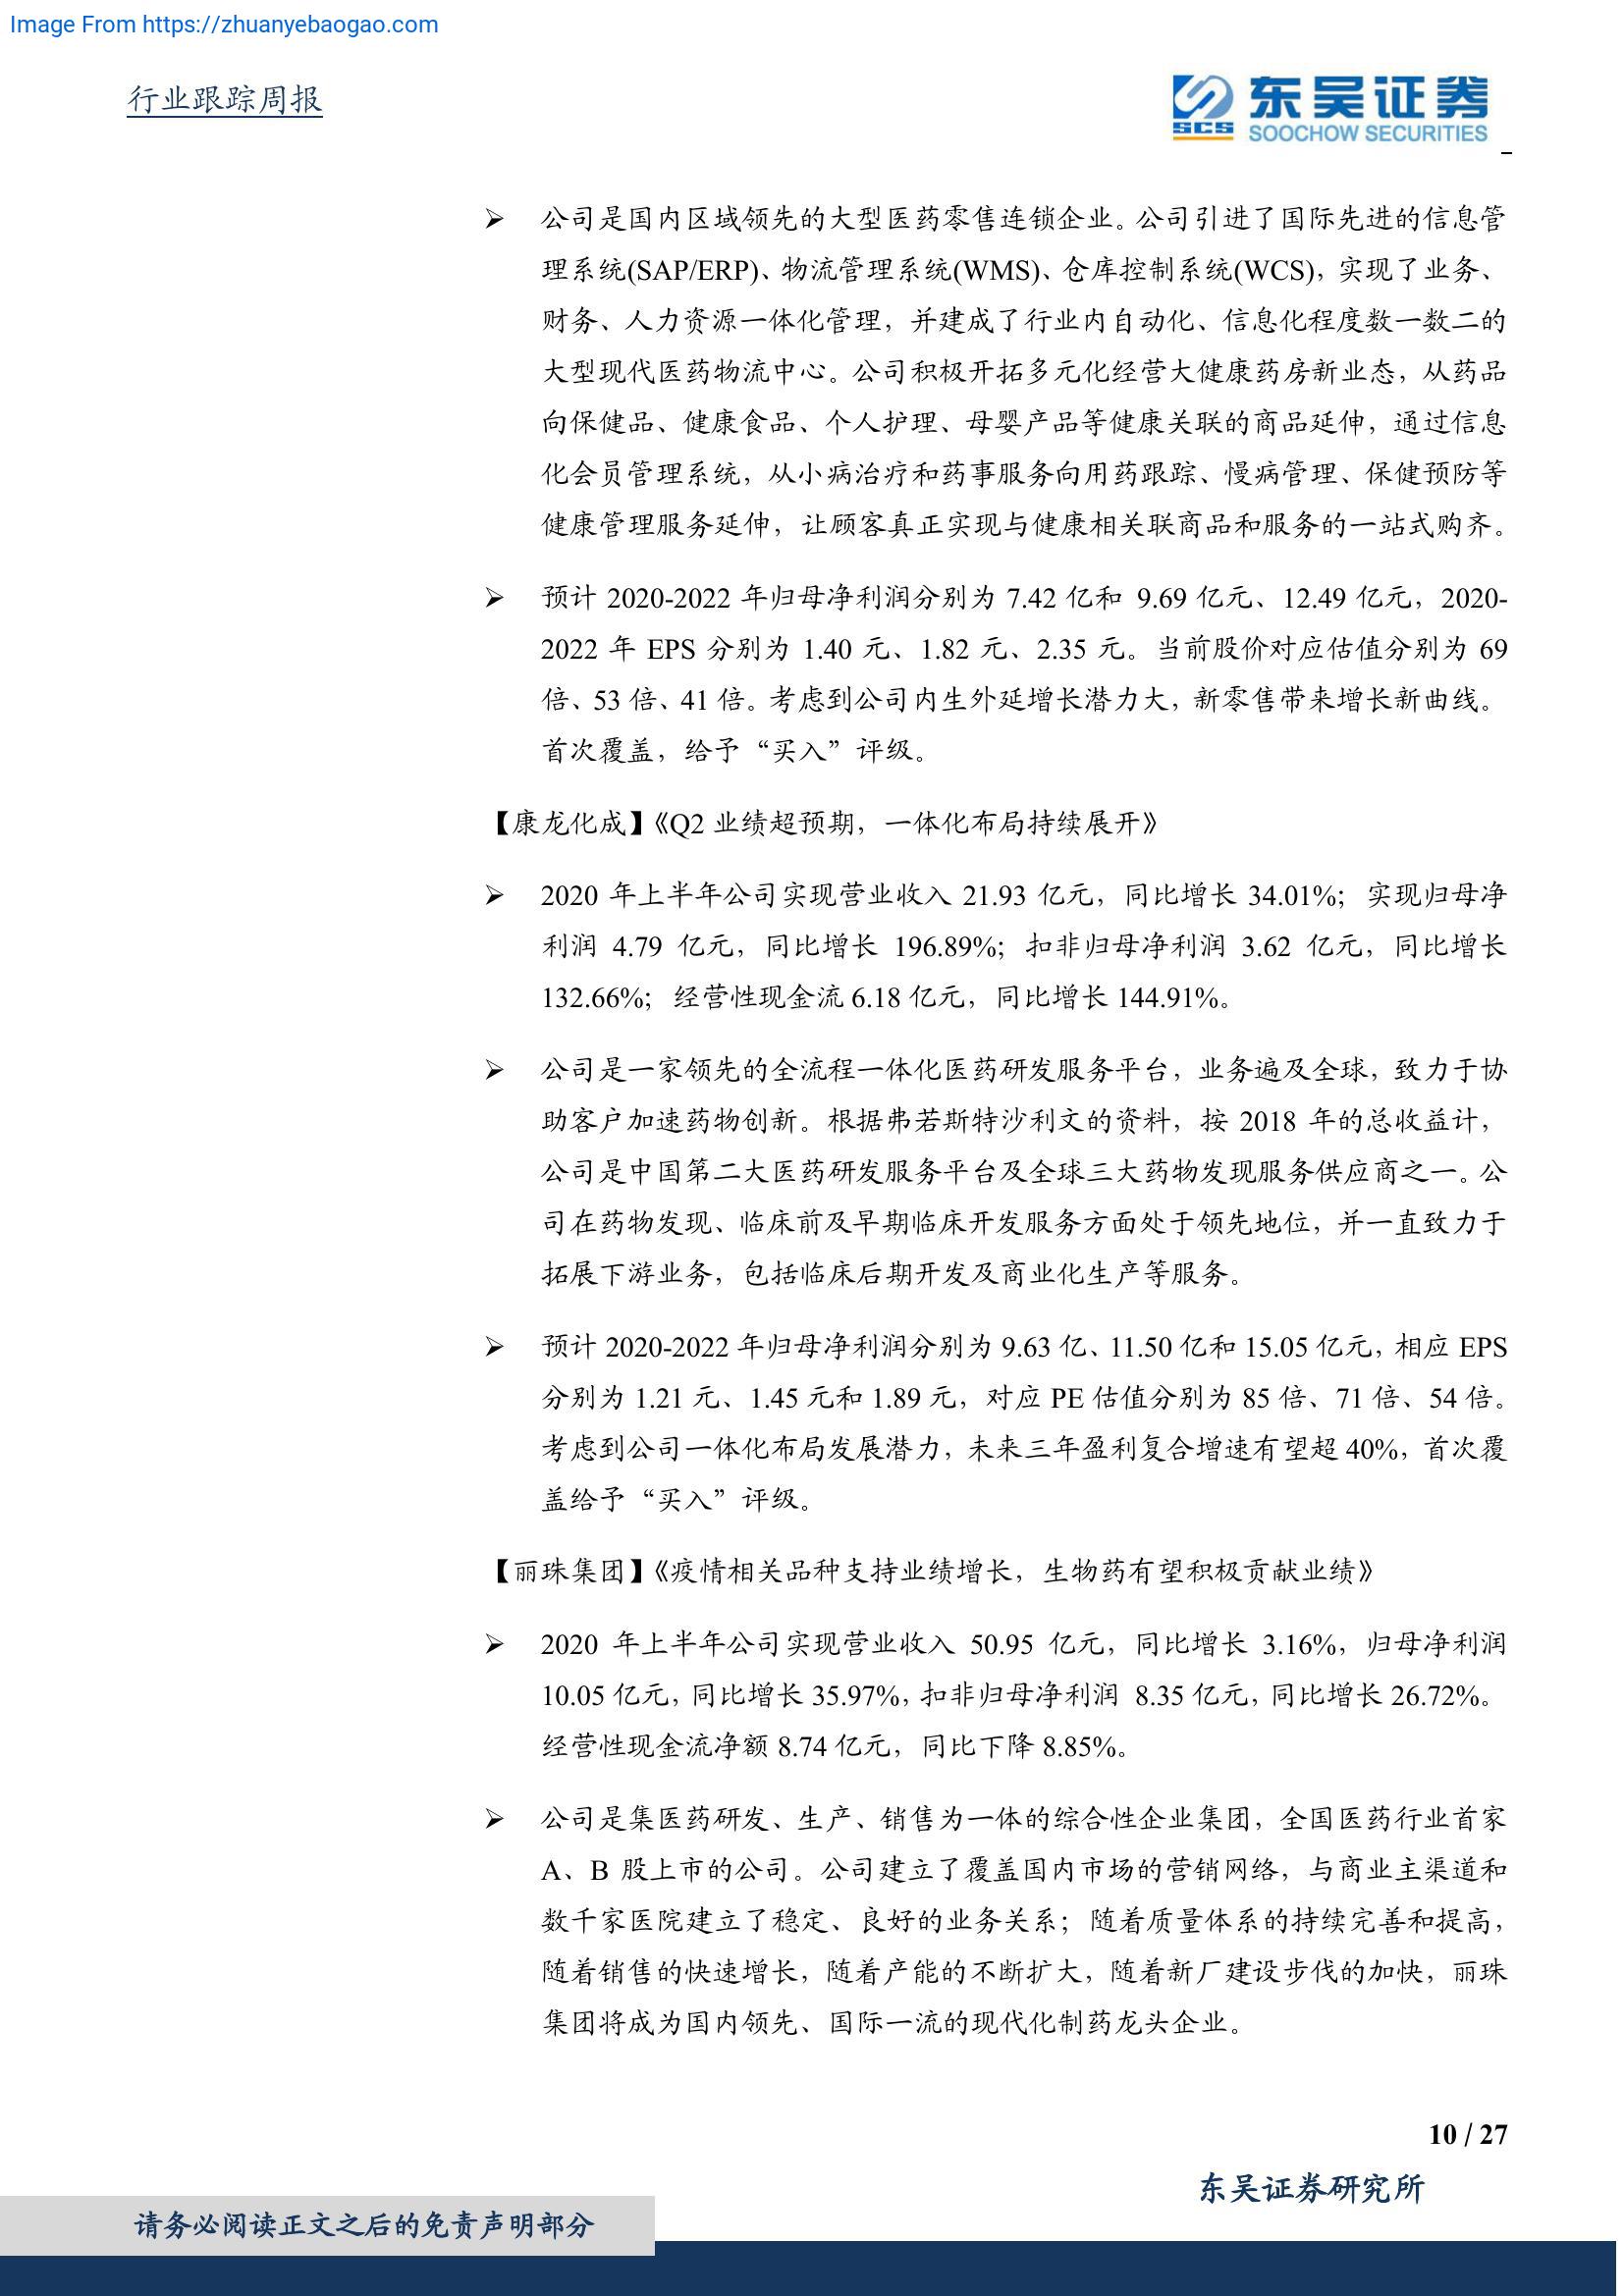 Image From https://zhuanyebaogao.com
行业跟踪周报
SCS
东吴证券
SOOCHOW SECURITIES
➢ 公司是国内区域领先的大型医药零售连锁企业。公司引进了国际先进的信息管
理系统(SAP/ERP)、物流管理系统(WMS)、仓库控制系统(WCS)，实现了业务、
财务、人力资源一体化管理，并建成了行业内自动化、信息化程度数一数二的
大型现代医药物流中心。公司积极开拓多元化经营大健康药房新业态，从药品
向保健品、健康食品、个人护理、母婴产品等健康关联的商品延伸，通过信息
化会员管理系统，从小病治疗和药事服务向用药跟踪、慢病管理、保健预防等
健康管理服务延伸，让顾客真正实现与健康相关联商品和服务的一站式购齐。
➢ 预计 2020-2022 年归母净利润分别为 7.42 亿和 9.69 亿元、12.49 亿元，2020-
2022 年 EPS 分别为 1.40 元、1.82 元、2.35 元。当前股价对应估值分别为 69
倍、53 倍、41 倍。考虑到公司内生外延增长潜力大，新零售带来增长新曲线。
首次覆盖，给予“买入”评级。
【康龙化成】《Q2 业绩超预期，一体化布局持续展开》
➢ 2020 年上半年公司实现营业收入 21.93 亿元，同比增长 34.01%；实现归母净
利润 4.79 亿元，同比增长 196.89%；扣非归母净利润 3.62 亿元，同比增长
132.66%；经营性现金流 6.18 亿元，同比增长 144.91%。
➢ 公司是一家领先的全流程一体化医药研发服务平台，业务遍及全球，致力于协
助客户加速药物创新。根据弗若斯特沙利文的资料，按 2018 年的总收益计，
公司是中国第二大医药研发服务平台及全球三大药物发现服务供应商之一。公
司在药物发现、临床前及早期临床开发服务方面处于领先地位，并一直致力于
拓展下游业务，包括临床后期开发及商业化生产等服务。
➢ 预计 2020-2022 年归母净利润分别为 9.63 亿、11.50 亿和 15.05 亿元，相应 EPS
分别为 1.21 元、1.45 元和 1.89 元，对应 PE 估值分别为 85 倍、71 倍、54 倍。
考虑到公司一体化布局发展潜力，未来三年盈利复合增速有望超 40%，首次覆
盖给予“买入”评级。
【丽珠集团】《疫情相关品种支持业绩增长，生物药有望积极贡献业绩》
➢ 2020 年上半年公司实现营业收入 50.95 亿元，同比增长 3.16%，归母净利润
10.05 亿元，同比增长 35.97%，扣非归母净利润 8.35 亿元，同比增长 26.72%。
经营性现金流净额 8.74 亿元，同比下降 8.85%。
➢ 公司是集医药研发、生产、销售为一体的综合性企业集团，全国医药行业首家
A、B 股上市的公司。公司建立了覆盖国内市场的营销网络，与商业主渠道和
数千家医院建立了稳定、良好的业务关系；随着质量体系的持续完善和提高，
随着销售的快速增长，随着产能的不断扩大，随着新厂建设步伐的加快，丽珠
集团将成为国内领先、国际一流的现代化制药龙头企业。
10 / 27
东吴证券研究所
请务必阅读正文之后的免责声明部分